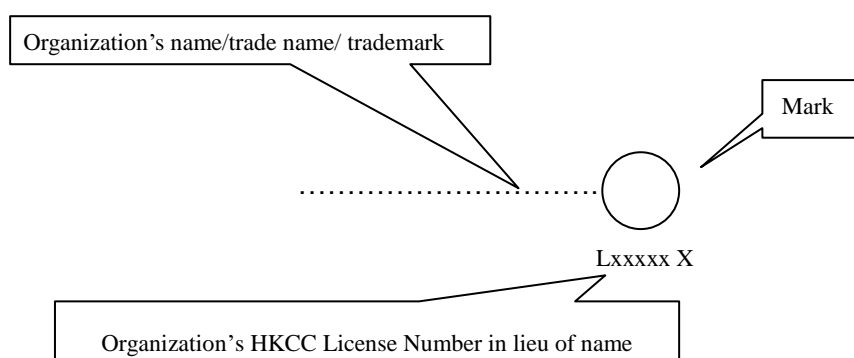 Organization’s name/trade name/ trademark
Mark
Lxxxxx X
Organization’s HKCC License Number in lieu of name